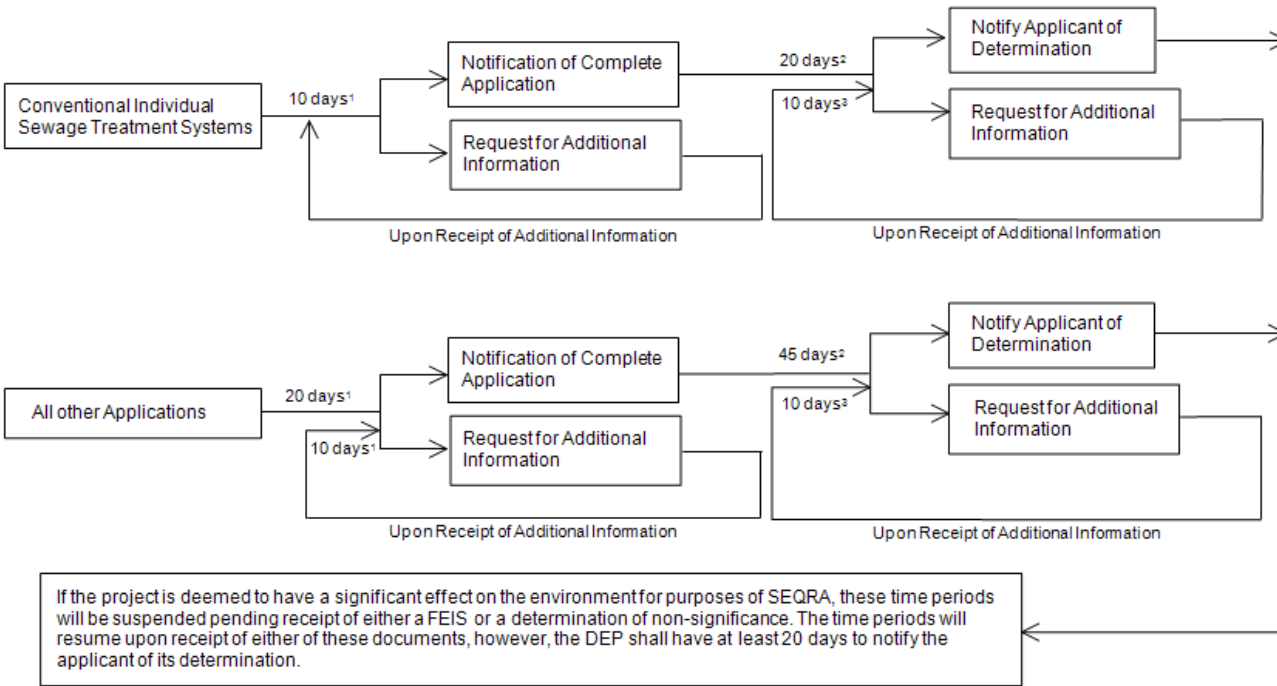 Conventional Individual
Sewage Treatment Systems
10 days¹
Notification of Complete
Application
Request for Additional
Information
Upon Receipt of Additional Information
20 days²
10 days³
Notify Applicant of
Determination
Request for Additional
Information
Upon Receipt of Additional Information
All other Applications
20 days¹
10 days¹
Notification of Complete
Application
Request for Additional
Information
Upon Receipt of Additional Information
45 days²
10 days³
Notify Applicant of
Determination
Request for Additional
Information
Upon Receipt of Additional Information
If the project is deemed to have a significant effect on the environment for purposes of SEQRA, these time periods
will be suspended pending receipt of either a FEIS or a determination of non-significance. The time periods will
resume upon receipt of either of these documents, however, the DEP shall have at least 20 days to notify the
applicant of its determination.